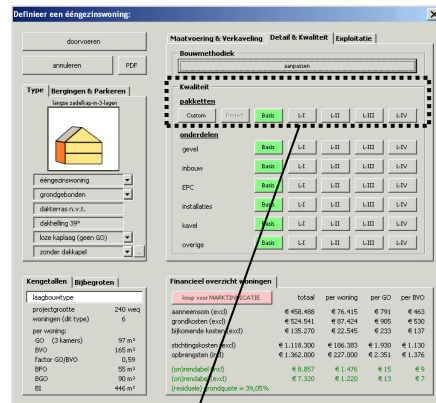 Definieer een ééngezinswoning:
doorvoeren
annuleren PDF
Type Bergingen & Parkeren
langse zadelkap-in-3-lagen
ééngezinswoning
grondgebonden
dakterras n.v.t.
dakhelling 39°
loze kaplaag (geen GO)
zonder dakkapel ...
Maatvoering & Verkaveling Detail & Kwaliteit Exploitatie
Bouwmethodiek
aanpassen
Kwaliteit
pakketten
Custom Project Basis L-I L-II L-III L-IV
onderdelen
gevel Basis L-I L-II L-III L-IV
inbouw Basis L-I L-II L-III L-IV
EPC Basis L-I L-II L-III L-IV
installaties Basis L-I L-II L-III L-IV
kavel Basis L-I L-II L-III L-IV
overige Basis L-I L-II L-III L-IV
Kengetallen Bijbegroten
laagbouwtype
projectgrootte 240 weq
woningen (dit type) 6
per woning:
GO (3 kamers) 97 m²
BVO 165 m²
factor GO/BVO 0,59
BFO 55 m²
BGO 90 m²
BI 446 m³
Financieel overzicht woningen
knop voor MARKTINDICATIE totaal per woning per GO per BVO
aanneemsom (excl) € 458.488 € 76.415 € 791 € 463
grondkosten (excl) € 524.541 € 87.424 € 905 € 530
bijkomende kosten (excl) € 135.270 € 22.545 € 233 € 137
stichtingskosten (excl) € 1.118.300 € 186.383 € 1.930 € 1.130
opbrengsten (incl) € 1.362.000 € 227.000 € 2.351 € 1.376
(on)rendabel (incl) € 8.857 € 1.476 € 15 € 9
(on)rendabel (excl) € 7.320 € 1.220 € 13 € 7
(residuele) grondquote = 39,05%